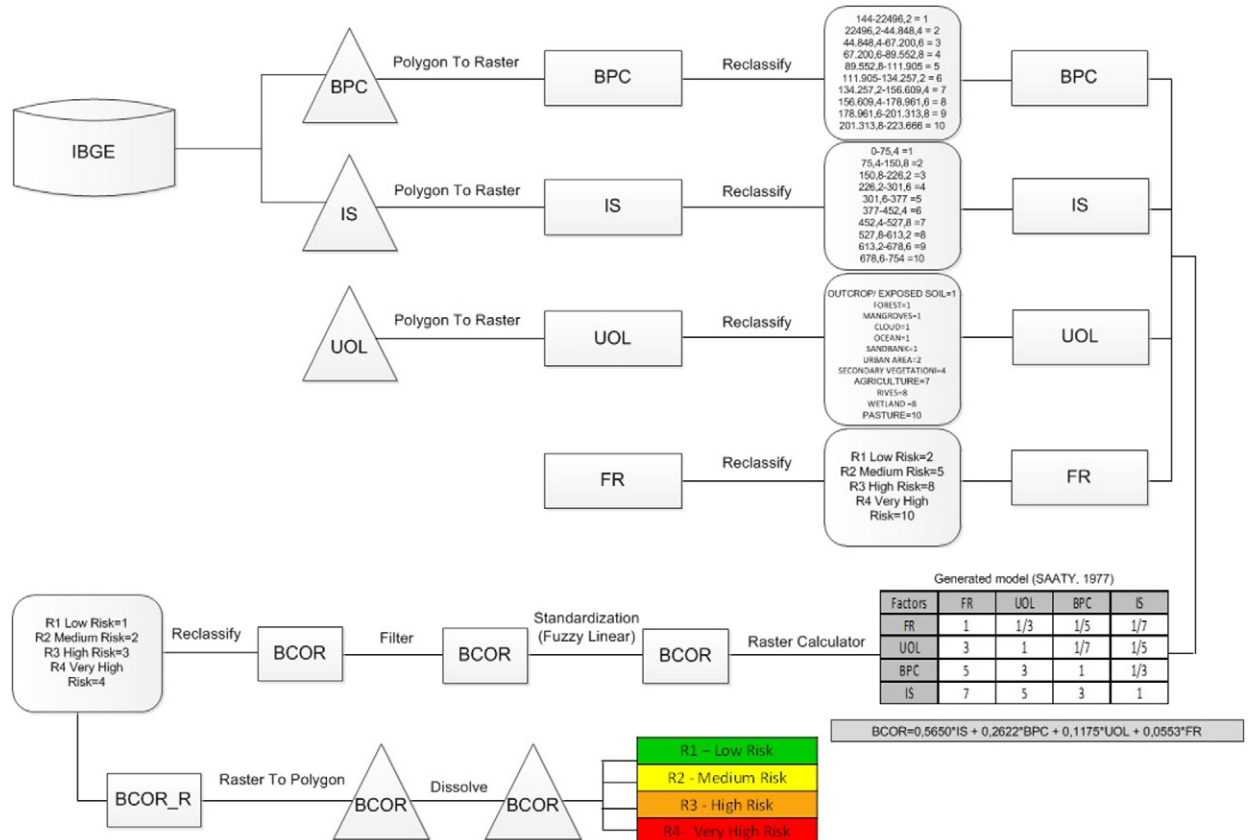 IBGE
BPC
Polygon To Raster
BPC
Reclassify
144-22496,2 = 1
22496,2-44.848,4 = 2
44.848,4-67.200,6 = 3
67.200,6-89.552,8 = 4
89.552,8-111.905 = 5
111.905-134.257,2 = 6
134.257,2-156.609,4 = 7
156.609,4-178.961,6 = 8
178.961,6-201.313,8 = 9
201.313,8-223.666 = 10
BPC
IS
Polygon To Raster
IS
Reclassify
0-75,4 =1
75,4-150,8 =2
150,8-226,2 =3
226,2-301,6 =4
301,6-377 =5
377-452,4 =6
452,4-527,8 =7
527,8-613,2 =8
613,2-678,6 =9
678,6-754 =10
IS
UOL
Polygon To Raster
UOL
Reclassify
OUTCROP/ EXPOSED SOIL=1
FOREST=1
MANGROVES=1
CLOUD=1
OCEAN=1
SANDBANK=1
URBAN AREA=2
SECONDARY VEGETATIONI=4
AGRICULTURE=7
RIVES=8
WETLAND =8
PASTURE=10
UOL
FR
Reclassify
R1 Low Risk=2
R2 Medium Risk=5
R3 High Risk=8
R4 Very High
Risk=10
FR
Generated model (SAATY, 1977)
Factors FR UOL BPC IS
FR 1 1/3 1/5 1/7
UOL 3 1 1/7 1/5
BPC 5 3 1 1/3
IS 7 5 3 1
BCOR=0,5650*IS + 0,2622*BPC + 0,1175*UOL + 0,0553*FR
Raster Calculator
BCOR
Standardization
(Fuzzy Linear)
BCOR
Filter
BCOR
Reclassify
R1 Low Risk=1
R2 Medium Risk=2
R3 High Risk=3
R4 Very High
Risk=4
BCOR_R
Raster To Polygon
BCOR
Dissolve
BCOR
R1 – Low Risk
R2 - Medium Risk
R3 - High Risk
R4 - Very High Risk